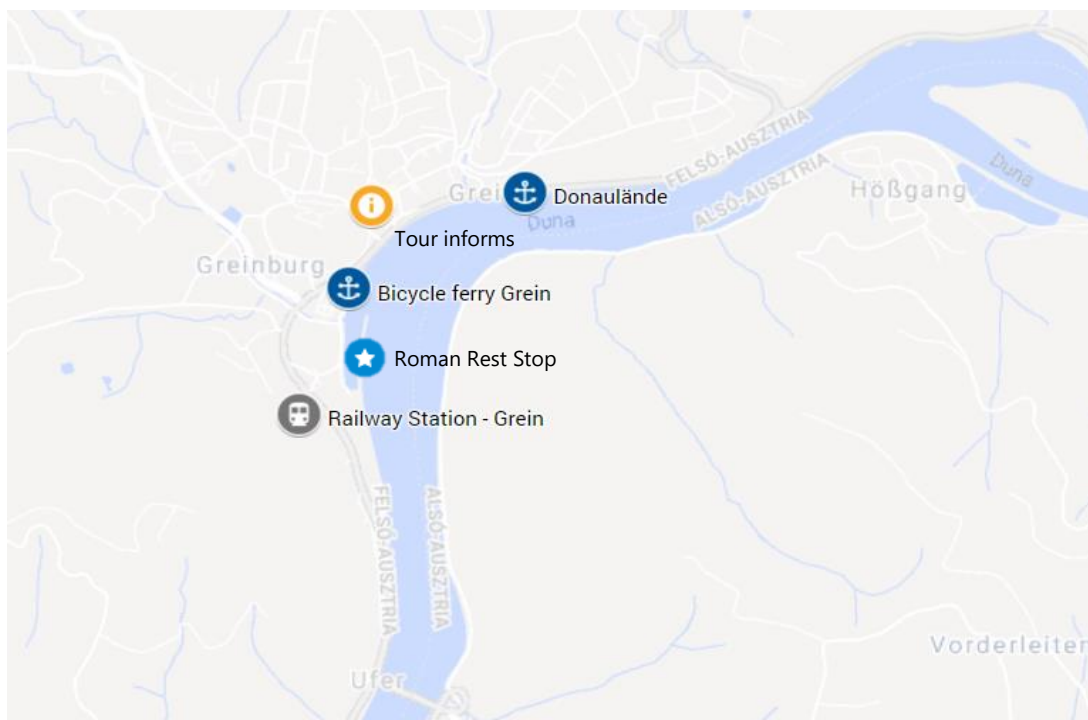 FELSŐ-AUSZTRIA
ALSÓ-AUSZTRIA
Duna
Hößgang
Grei
Donaulände
Duna
Tour informs
Greinburg
Bicycle ferry Grein
Roman Rest Stop
Railway Station - Grein
FELSŐ-AUSZTRIA
ALSÓ-AUSZTRIA
Vorderleiten
Ufer